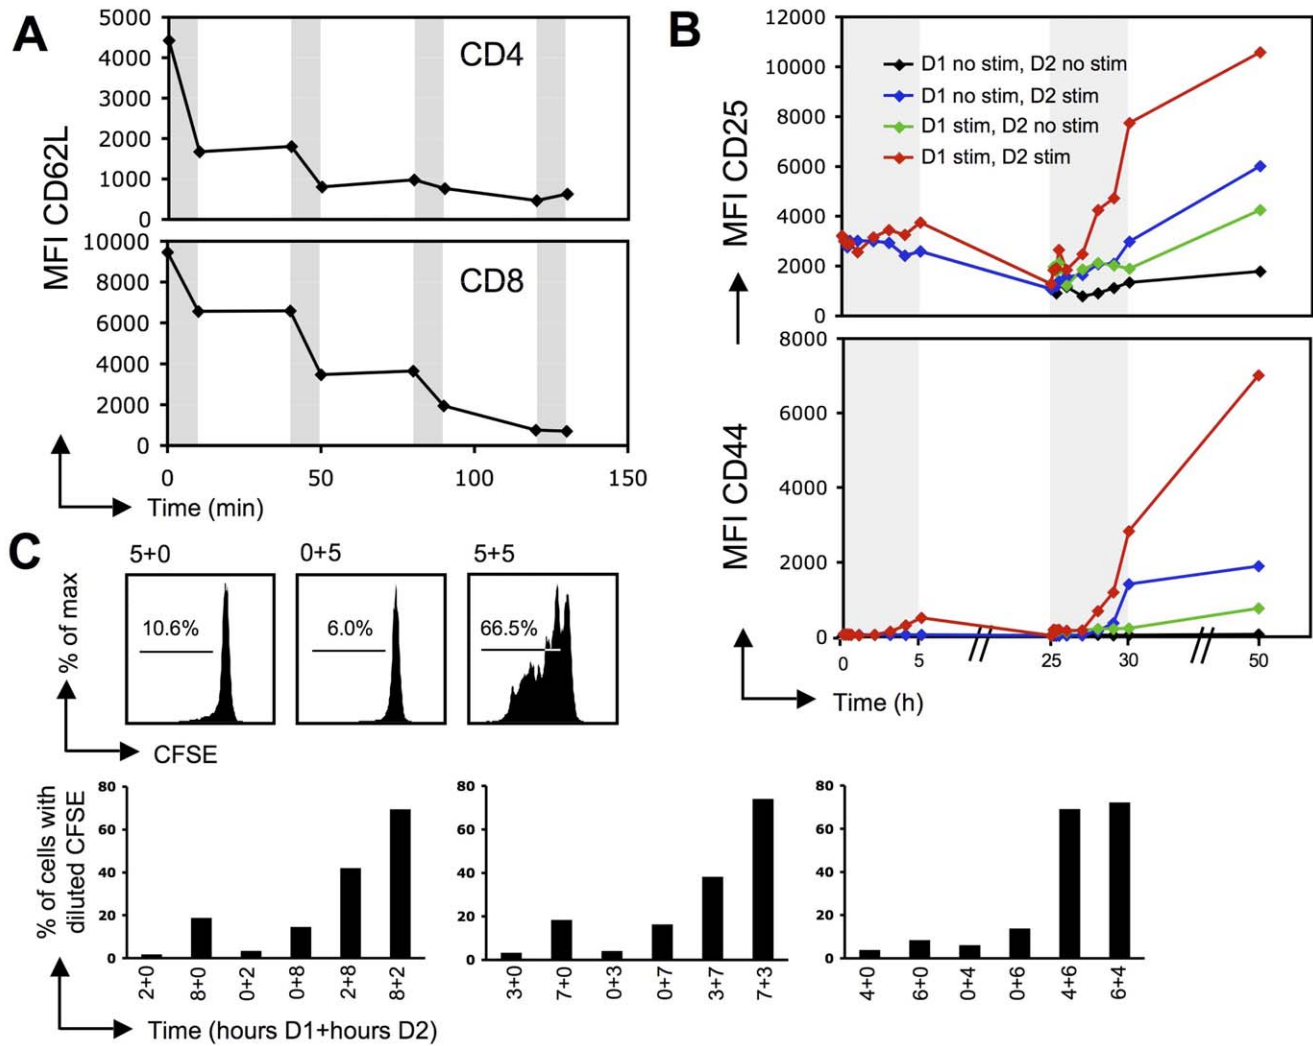 A
MFI CD62L
5000
4000
3000
2000
1000
0
CD4
10000
8000
6000
4000
2000
0
CD8
0 50 100 150
Time (min)
B
MFI CD25
12000
10000
8000
6000
4000
2000
0
D1 no stim, D2 no stim
D1 no stim, D2 stim
D1 stim, D2 no stim
D1 stim, D2 stim
MFI CD44
8000
6000
4000
2000
0
0 5 25 30 50
Time (h)
C
5+0 0+5 5+5
% of max
10.6% 6.0% 66.5%
CFSE
% of cells with
diluted CFSE
80
60
40
20
0
2+0 8+0 0+2 0+8 2+8 8+2
80
60
40
20
0
3+0 7+0 0+3 0+7 3+7 7+3
80
60
40
20
0
4+0 6+0 0+4 0+6 4+6 6+4
Time (hours D1+hours D2)